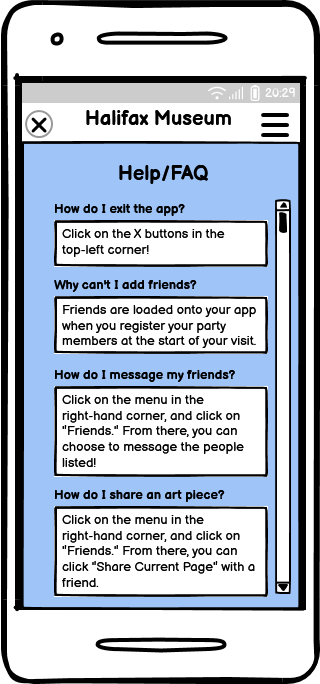 20:29
Halifax Museum
Help/FAQ
How do I exit the app?
Click on the X buttons in the
top-left corner!
Why can't I add friends?
Friends are loaded onto your app
when you register your party
members at the start of your visit.
How do I message my friends?
Click on the menu in the
right-hand corner, and click on
"Friends." From there, you can
choose to message the people
listed!
How do I share an art piece?
Click on the menu in the
right-hand corner, and click on
"Friends." From there, you can
click "Share Current Page" with a
friend.